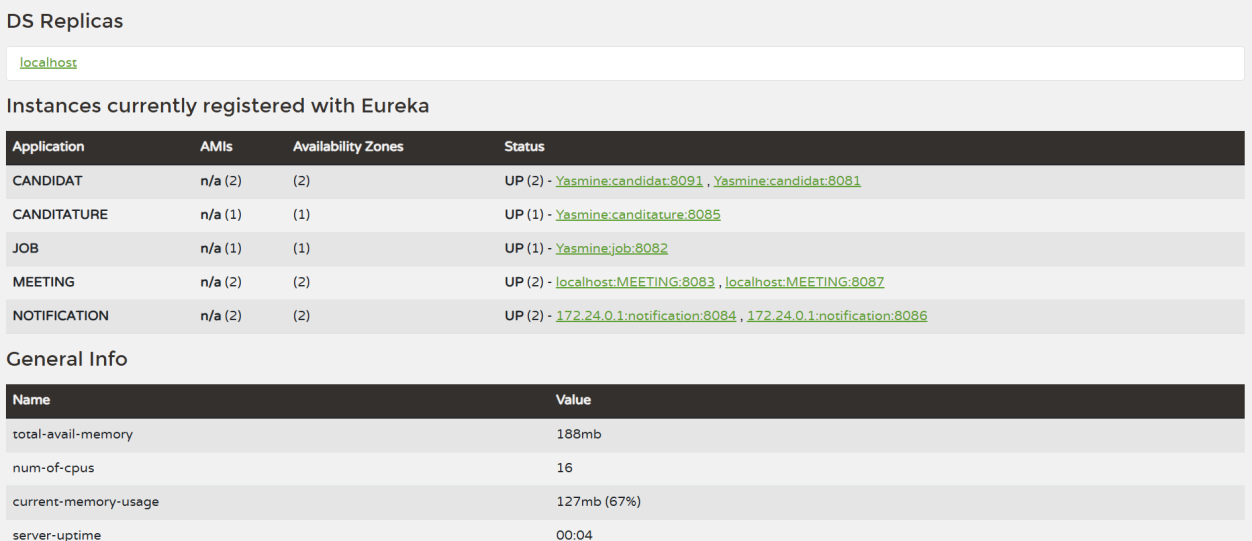 DS Replicas
localhost
Instances currently registered with Eureka
Application AMIs Availability Zones Status
CANDIDAT n/a (2) (2) UP (2) - Yasmine:candidat:8091 , Yasmine:candidat:8081
CANDITATURE n/a (1) (1) UP (1) - Yasmine:canditature:8085
JOB n/a (1) (1) UP (1) - Yasmine:job:8082
MEETING n/a (2) (2) UP (2) - localhost:MEETING:8083 , localhost:MEETING:8087
NOTIFICATION n/a (2) (2) UP (2) - 172.24.0.1:notification:8084 , 172.24.0.1:notification:8086
General Info
Name Value
total-avail-memory 188mb
num-of-cpus 16
current-memory-usage 127mb (67%)
server-uptime 00:04